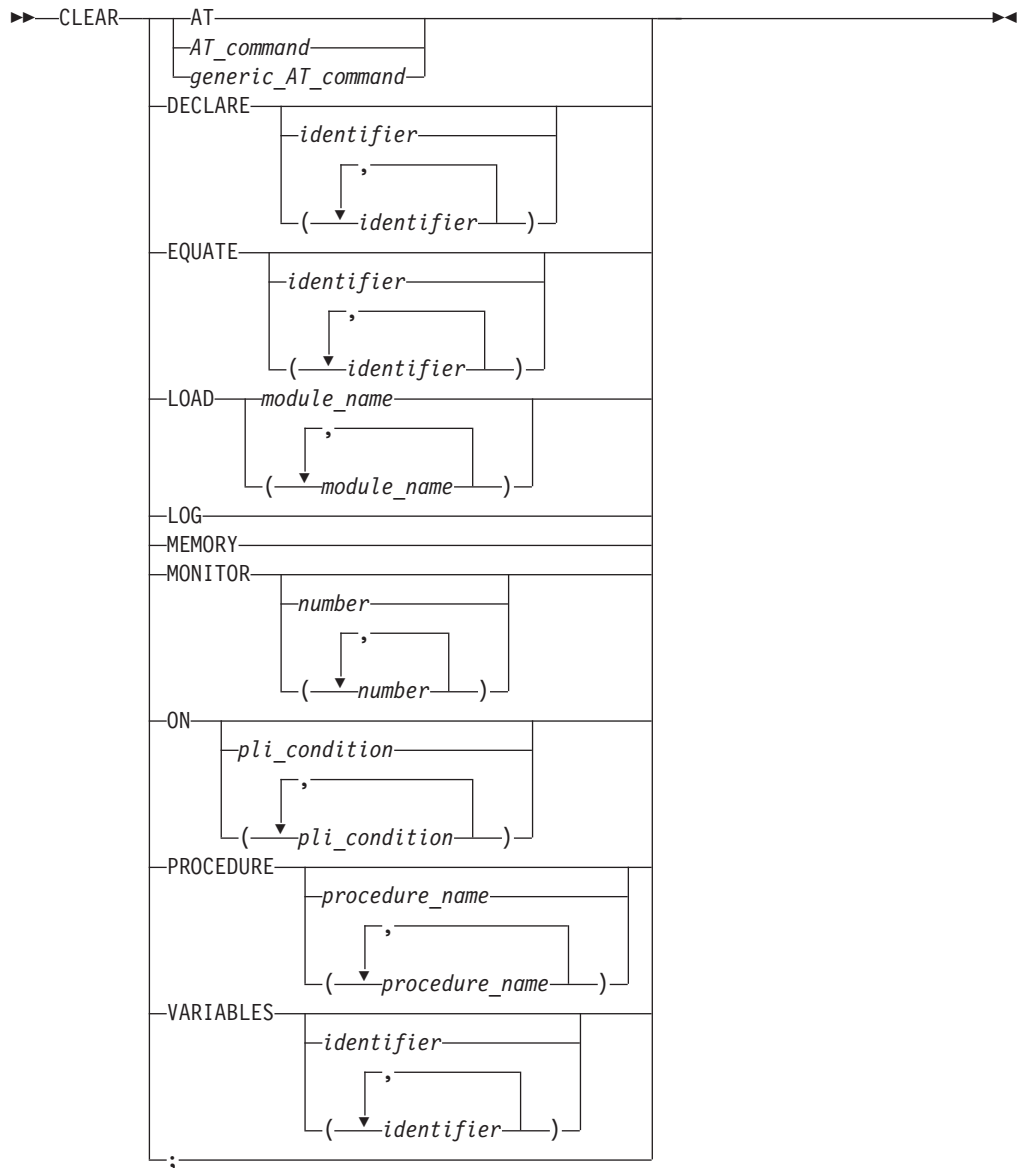 CLEAR AT
AT_command
generic_AT_command
DECLARE
identifier
,
( identifier )
EQUATE
identifier
,
( identifier )
LOAD module_name
,
( module_name )
LOG
MEMORY
MONITOR
number
,
( number )
ON
pli_condition
,
( pli_condition )
PROCEDURE
procedure_name
,
( procedure_name )
VARIABLES
identifier
,
( identifier )
;